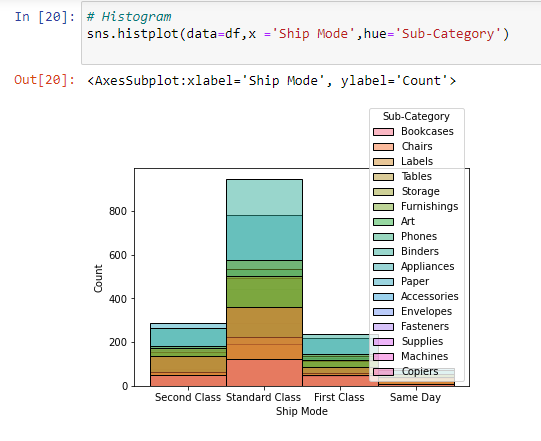 In [20]: # Histogram
sns.histplot(data=df,x ='Ship Mode',hue='Sub-Category')
Out[20]: <AxesSubplot:xlabel='Ship Mode', ylabel='Count'>
Sub-Category
Bookcases
Chairs
Labels
Tables
Storage
Furnishings
Art
Phones
Binders
Appliances
Paper
Accessories
Envelopes
Fasteners
Supplies
Machines
Copiers
800
600
400
200
0
Count
Second Class Standard Class First Class Same Day
Ship Mode